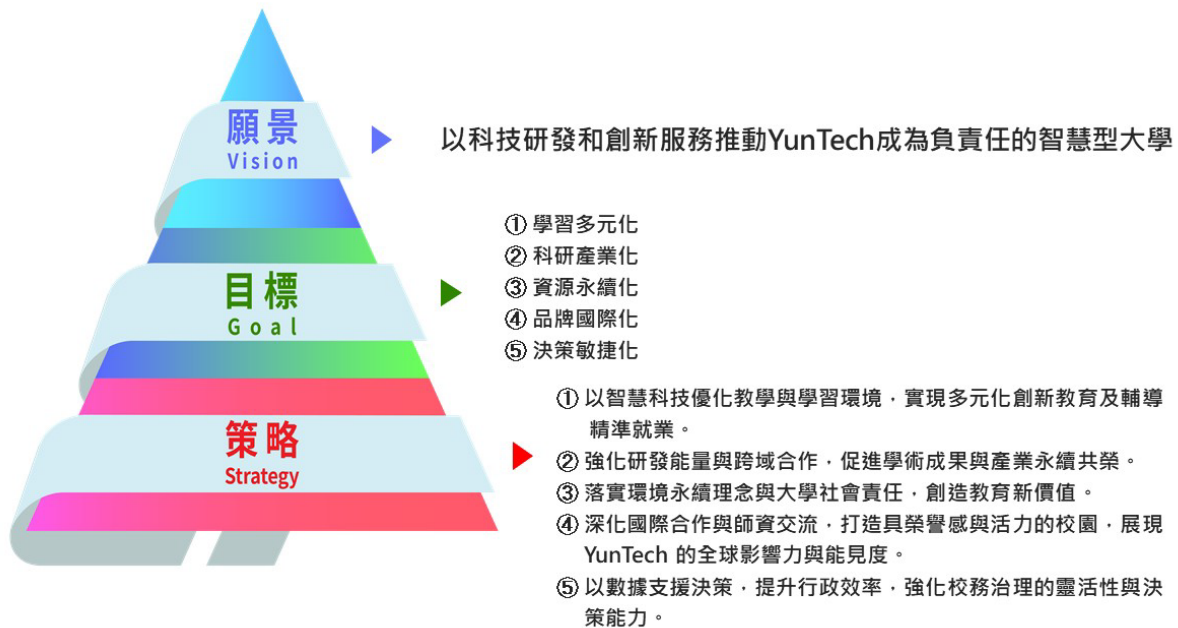 願景
Vision
以科技研發和創新服務推動YunTech成為負責任的智慧型大學
目標
Goal
① 學習多元化
② 科研產業化
③ 資源永續化
④ 品牌國際化
⑤ 決策敏捷化
策略
Strategy
① 以智慧科技優化教學與學習環境，實現多元化創新教育及輔導
精準就業。
② 強化研發能量與跨域合作，促進學術成果與產業永續共榮。
③ 落實環境永續理念與大學社會責任，創造教育新價值。
④ 深化國際合作與師資交流，打造具榮譽感與活力的校園，展現
YunTech 的全球影響力與能見度。
⑤ 以數據支援決策，提升行政效率，強化校務治理的靈活性與決
策能力。